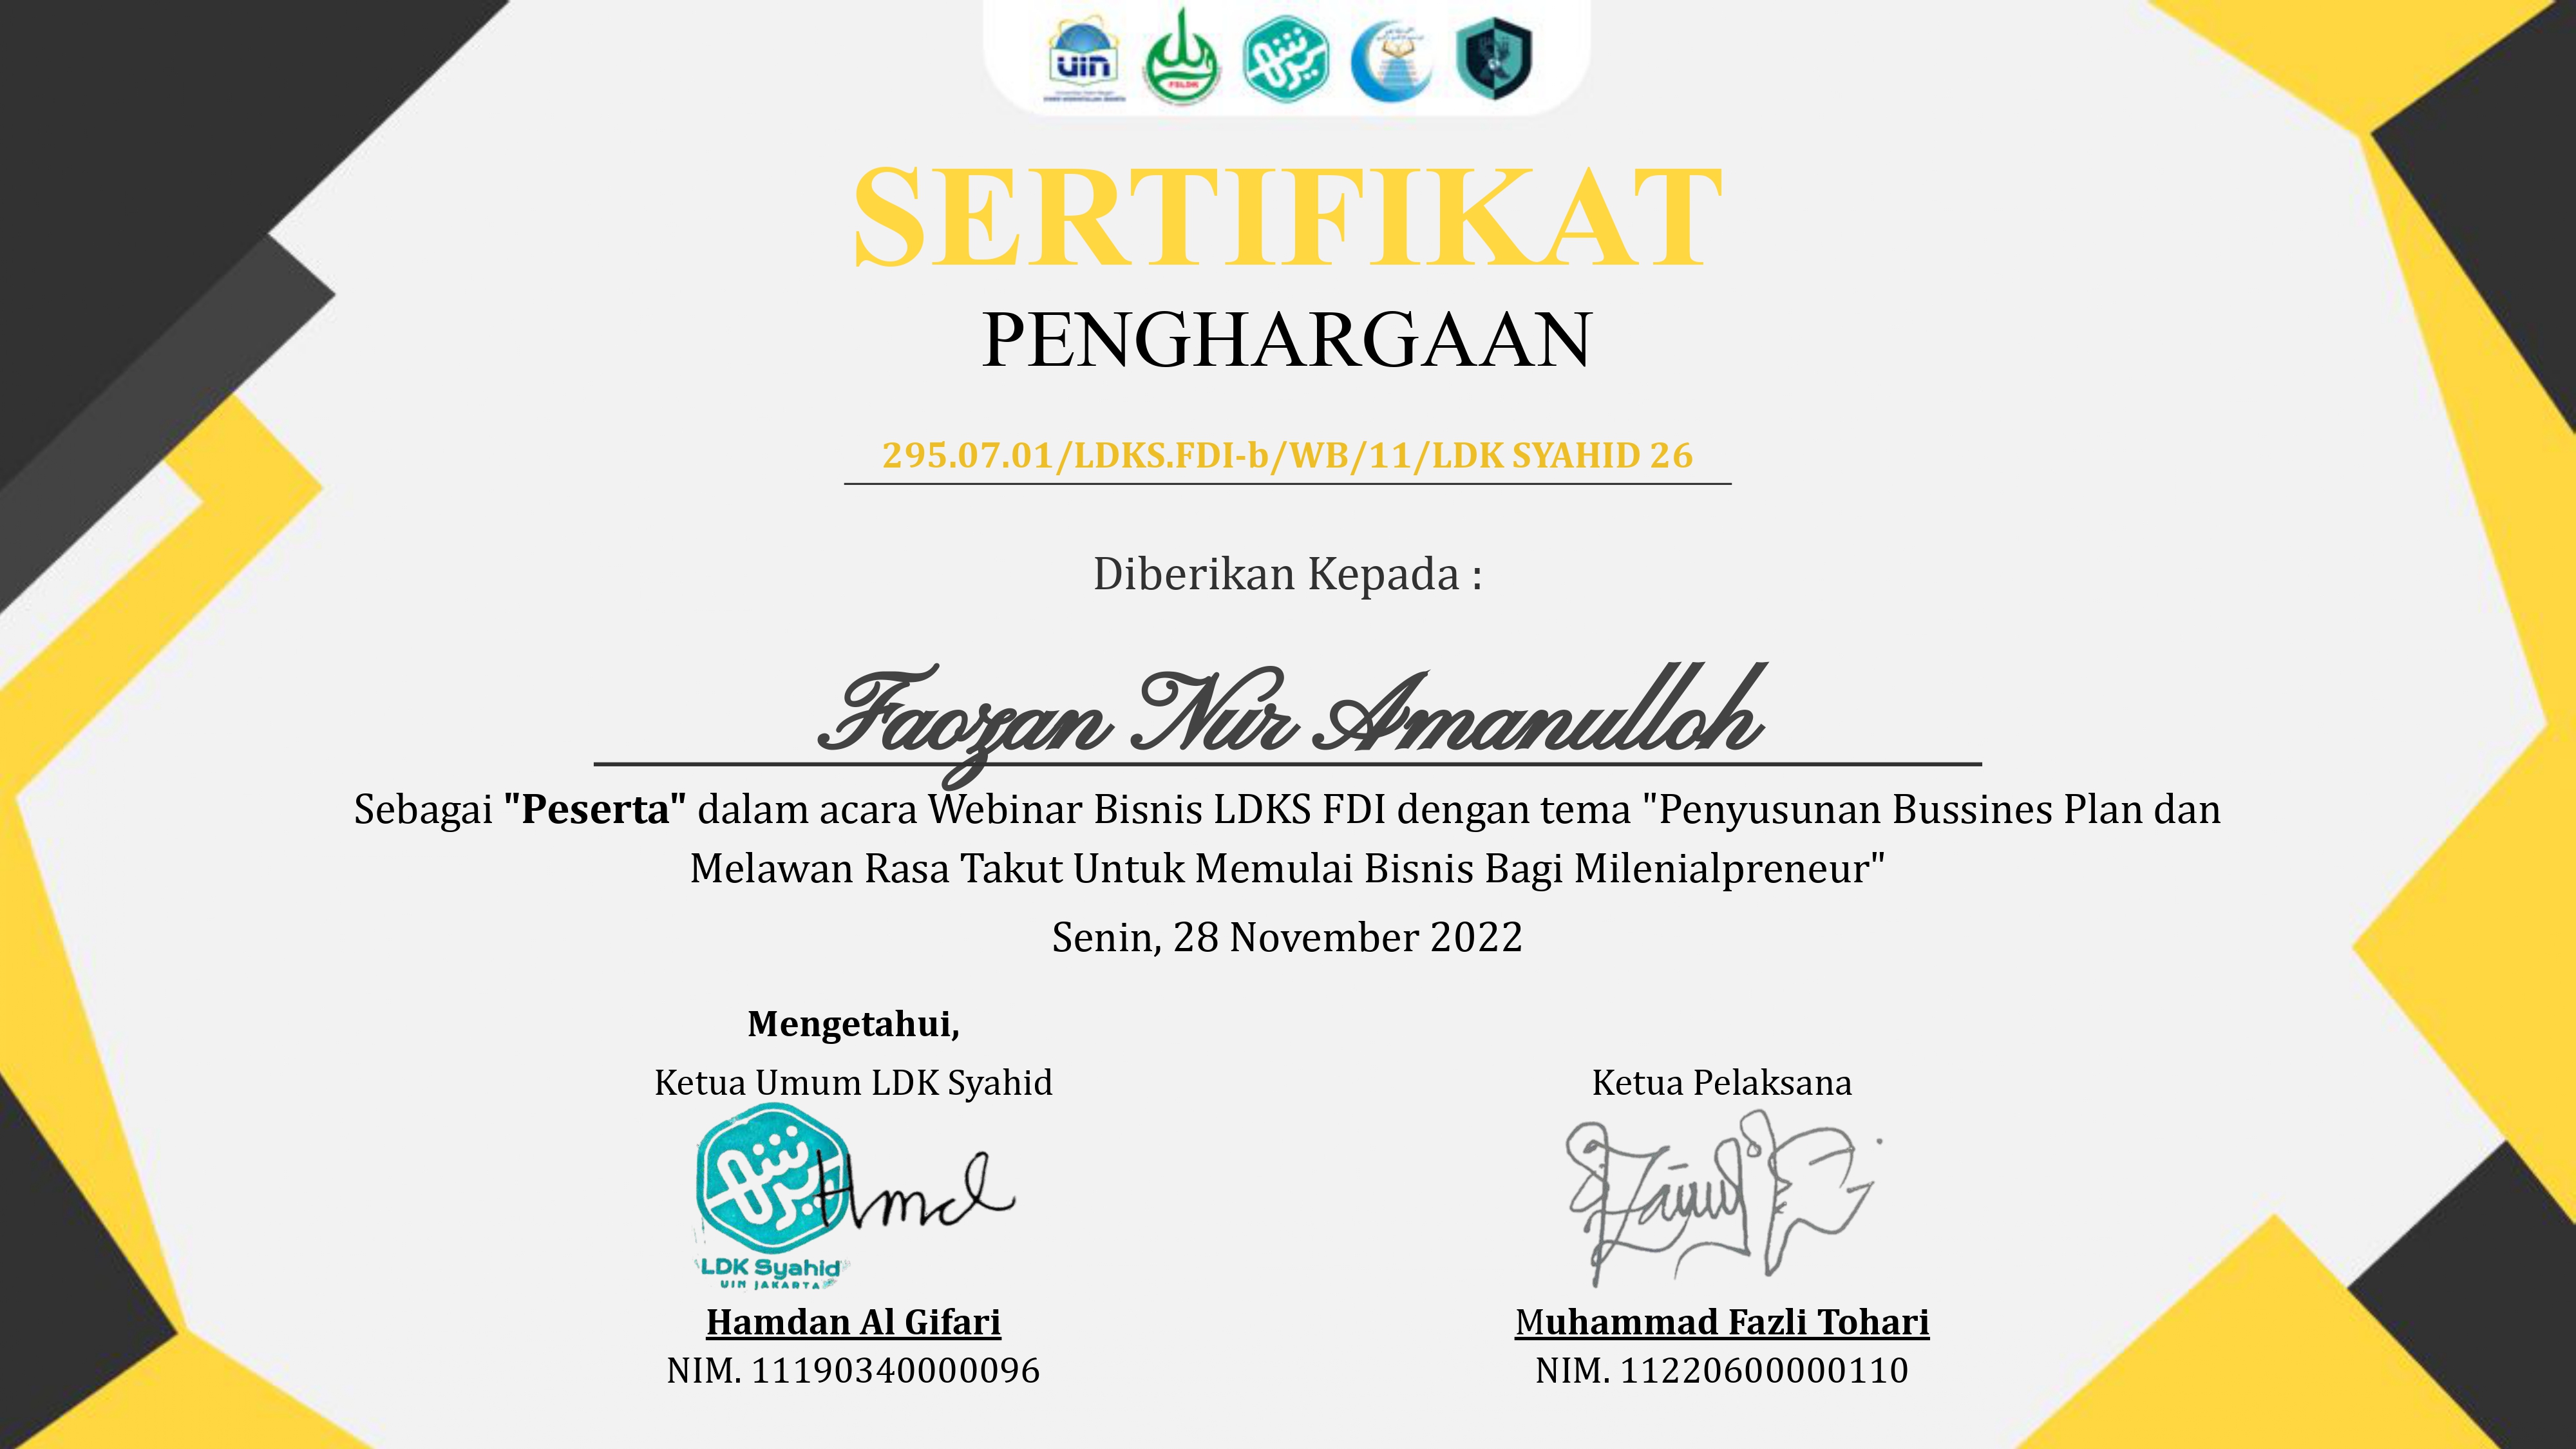 uin
FSLDK
SERTIFIKAT
PENGHARGAAN
295.07.01/LDKS.FDI-b/WB/11/LDK SYAHID 26
Diberikan Kepada :
Faozan Nur Amanulloh
Sebagai "Peserta" dalam acara Webinar Bisnis LDKS FDI dengan tema "Penyusunan Bussines Plan dan
Melawan Rasa Takut Untuk Memulai Bisnis Bagi Milenialpreneur"
Senin, 28 November 2022
Mengetahui,
Ketua Umum LDK Syahid
Ketua Pelaksana
Hmd
LDK Syahid
UIN JAKARTA
Hamdan Al Gifari
Muhammad Fazli Tohari
NIM. 11190340000096
NIM. 11220600000110